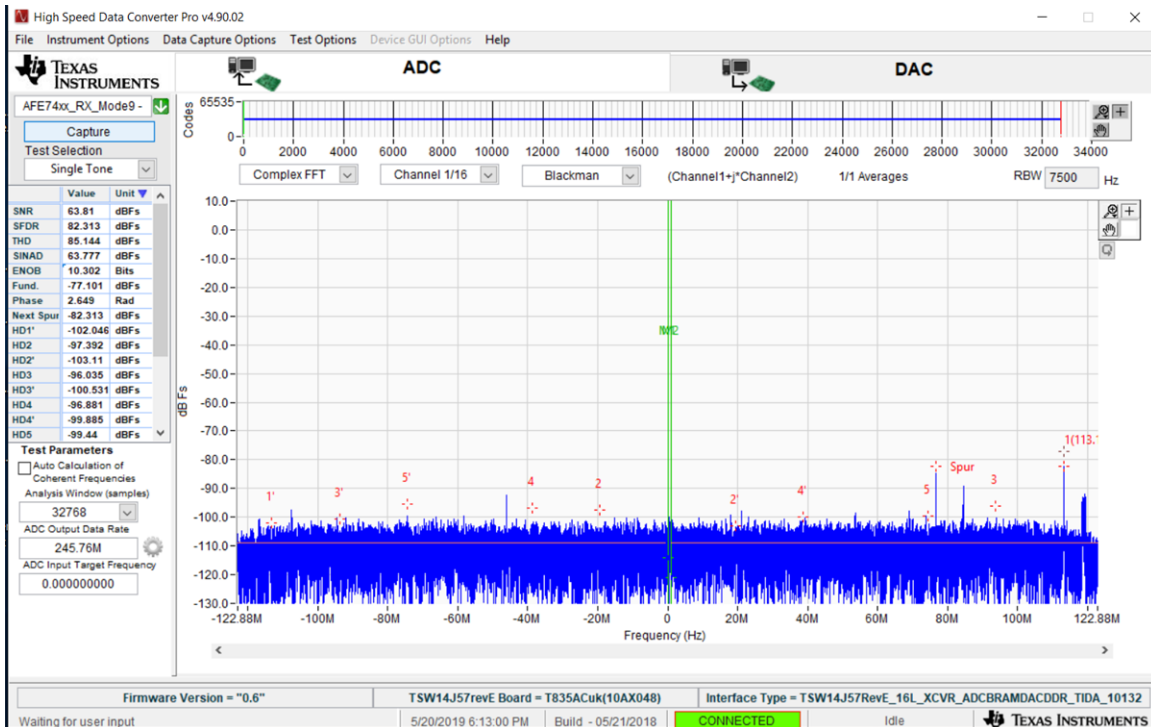 High Speed Data Converter Pro v4.90.02
File Instrument Options Data Capture Options Test Options Device GUI Options Help
TEXAS INSTRUMENTS
ADC
DAC
AFE74xx_RX_Mode9 -
Capture
Test Selection
Single Tone
Value Unit
SNR 63.81 dBFs
SFDR 82.313 dBFs
THD 85.144 dBFs
SINAD 63.777 dBFs
ENOB 10.302 Bits
Fund. -77.101 dBFs
Phase 2.649 Rad
Next Spur -82.313 dBFs
HD1' -102.046 dBFs
HD2 -97.392 dBFs
HD2' -103.11 dBFs
HD3 -96.035 dBFs
HD3' -100.531 dBFs
HD4 -96.881 dBFs
HD4' -99.885 dBFs
HD5 -99.44 dBFs
Test Parameters
Auto Calculation of
Coherent Frequencies
Analysis Window (samples)
32768
ADC Output Data Rate
245.76M
ADC Input Target Frequency
0.000000000
Codes
65535
0
0 2000 4000 6000 8000 10000 12000 14000 16000 18000 20000 22000 24000 26000 28000 30000 32000 34000
Complex FFT Channel 1/16 Blackman (Channel1+j*Channel2) 1/1 Averages RBW 7500 Hz
dB Fs
10.0
0.0
-10.0
-20.0
-30.0
-40.0
-50.0
-60.0
-70.0
-80.0
-90.0
-100.0
-110.0
-120.0
-130.0
1(113.1
Spur
1' 3' 5' 4 2 2' 4' 5 3
-122.88M -100M -80M -60M -40M -20M 0 20M 40M 60M 80M 100M 122.88M
Frequency (Hz)
Firmware Version = "0.6" TSW14J57revE Board = T835ACuk(10AX048) Interface Type = TSW14J57RevE_16L_XCVR_ADCBRAMDACDDR_TIDA_10132
Waiting for user input 5/20/2019 6:13:00 PM Build - 05/21/2018 CONNECTED Idle TEXAS INSTRUMENTS